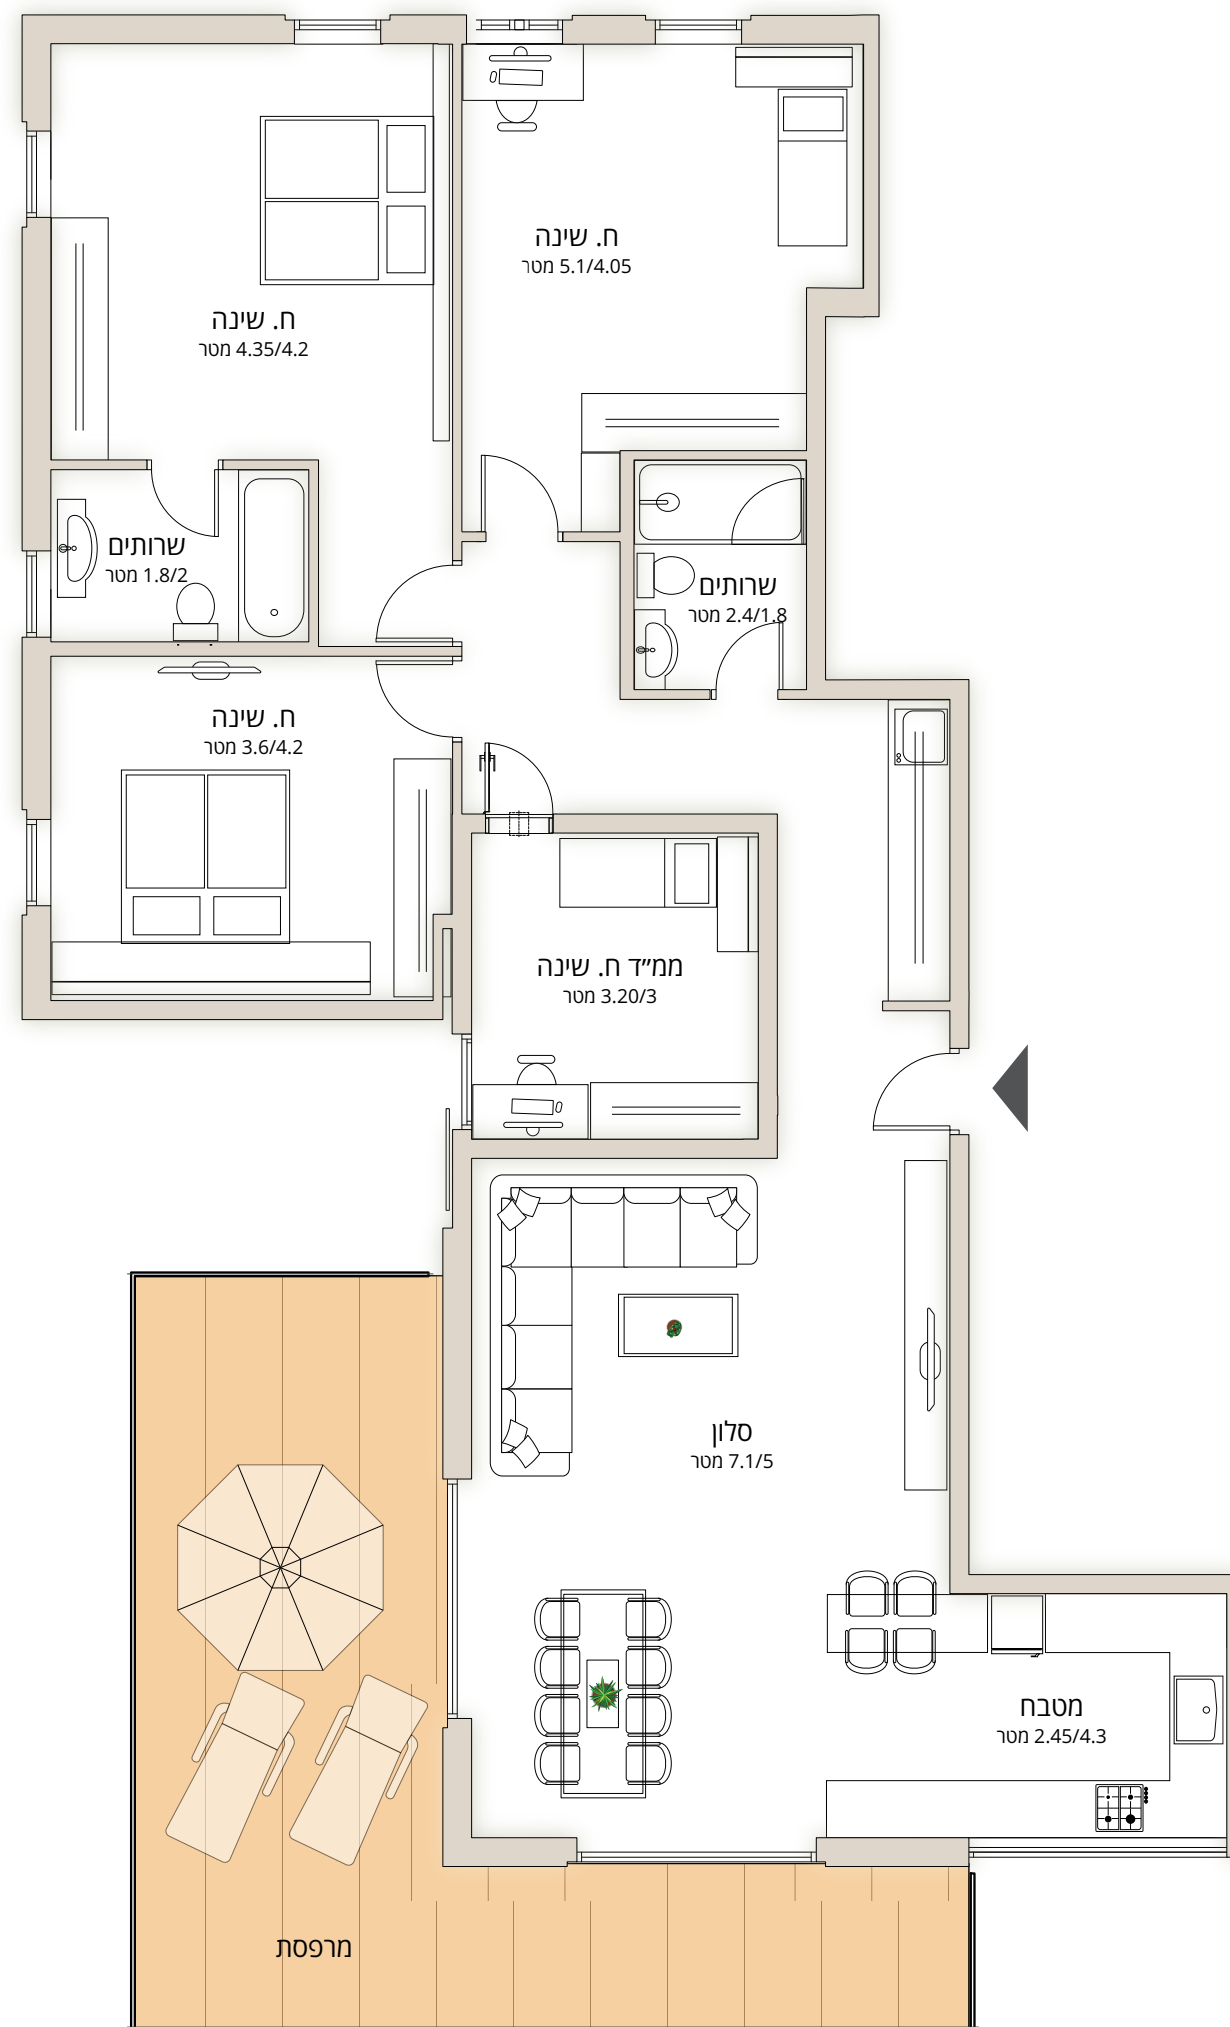 ח. שינה
5.1/4.05 מטר
ח. שינה
4.35/4.2 מטר
שרותים
1.8/2 מטר
שרותים
2.4/1.8 מטר
ח. שינה
3.6/4.2 מטר
ממ״ד ח. שינה
3.20/3 מטר
סלון
7.1/5 מטר
מטבח
2.45/4.3 מטר
מרפסת